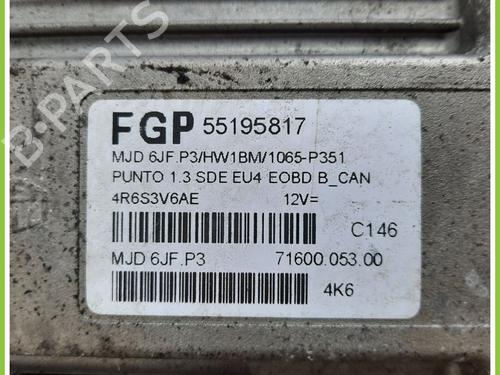 B-PARTS
FGP 55195817
MJD 6JF.P3/HW1BM/1065-P351
PUNTO 1.3 SDE EU4 EOBD B_CAN
4R6S3V6AE 12V=
C146
MJD 6JF.P3 71600.053.00
4K6